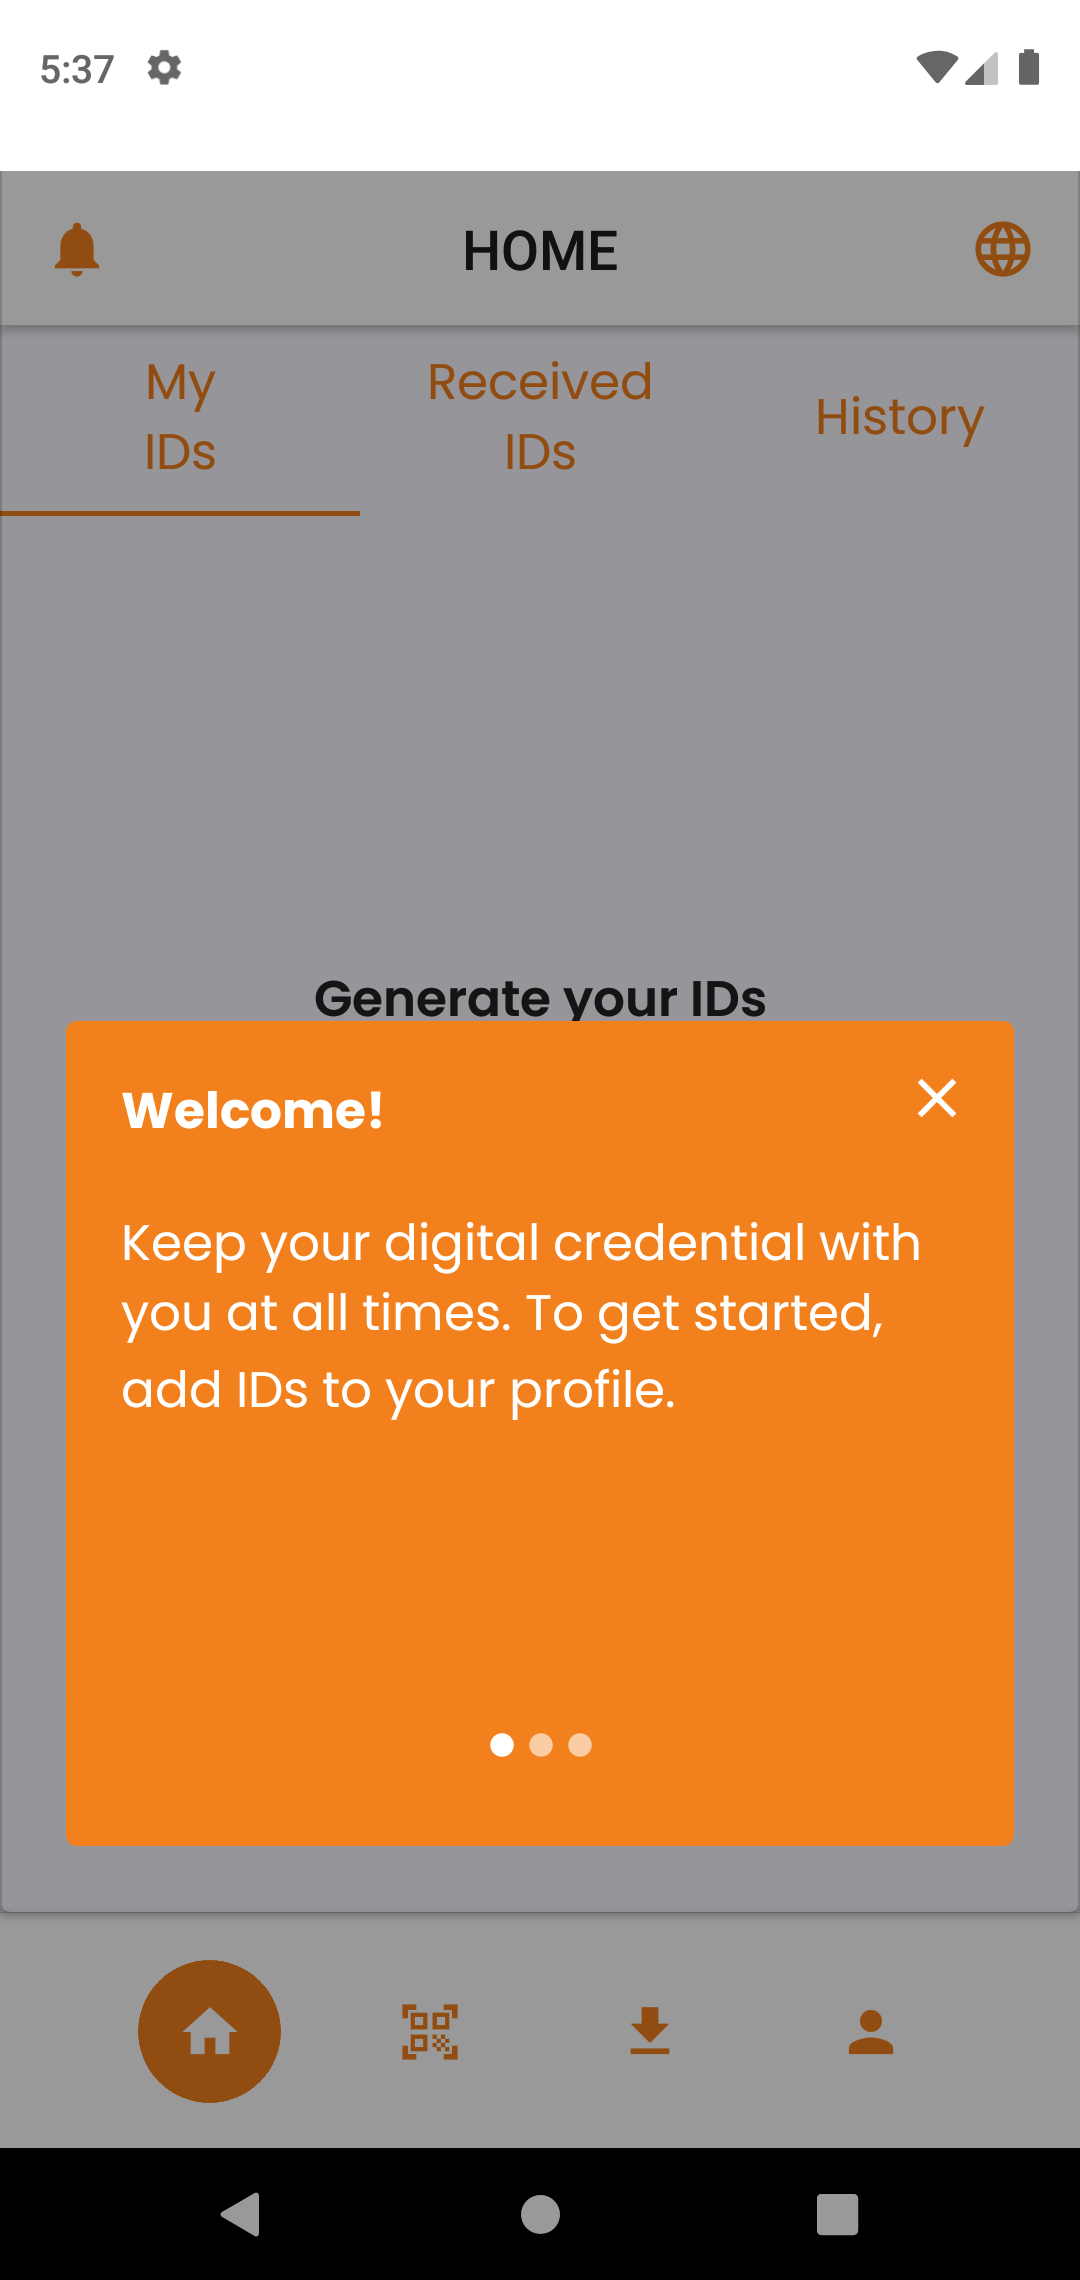 5:37
HOME
My
IDs
Received
IDs
History
Generate your IDs
Welcome!
Keep your digital credential with
you at all times. To get started,
add IDs to your profile.